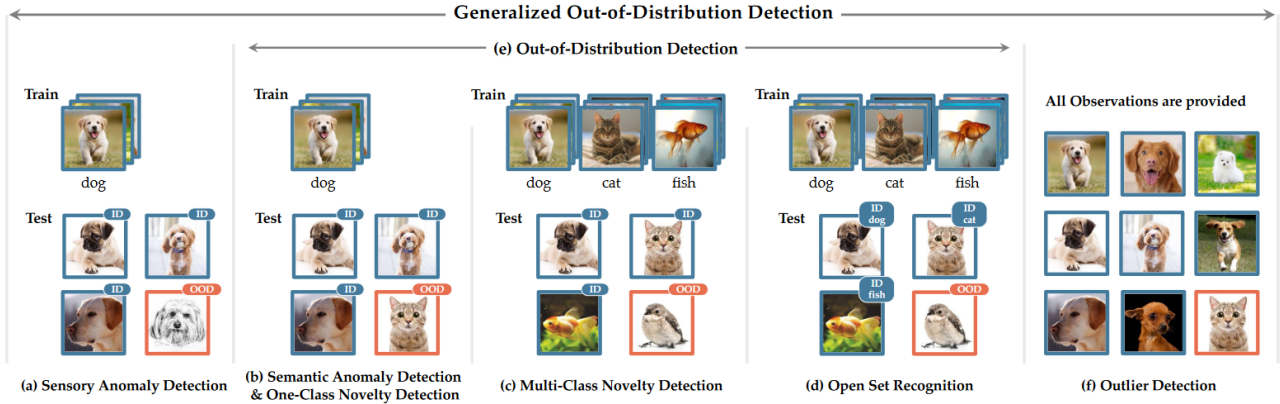 Generalized Out-of-Distribution Detection
(e) Out-of-Distribution Detection
Train
dog
Test
ID
ID
ID
OOD
(a) Sensory Anomaly Detection
Train
dog
Test
ID
ID
ID
OOD
(b) Semantic Anomaly Detection
& One-Class Novelty Detection
Train
dog cat fish
Test
ID
ID
ID
OOD
(c) Multi-Class Novelty Detection
Train
dog cat fish
Test
ID
dog
ID
cat
ID
fish
OOD
(d) Open Set Recognition
All Observations are provided
(f) Outlier Detection